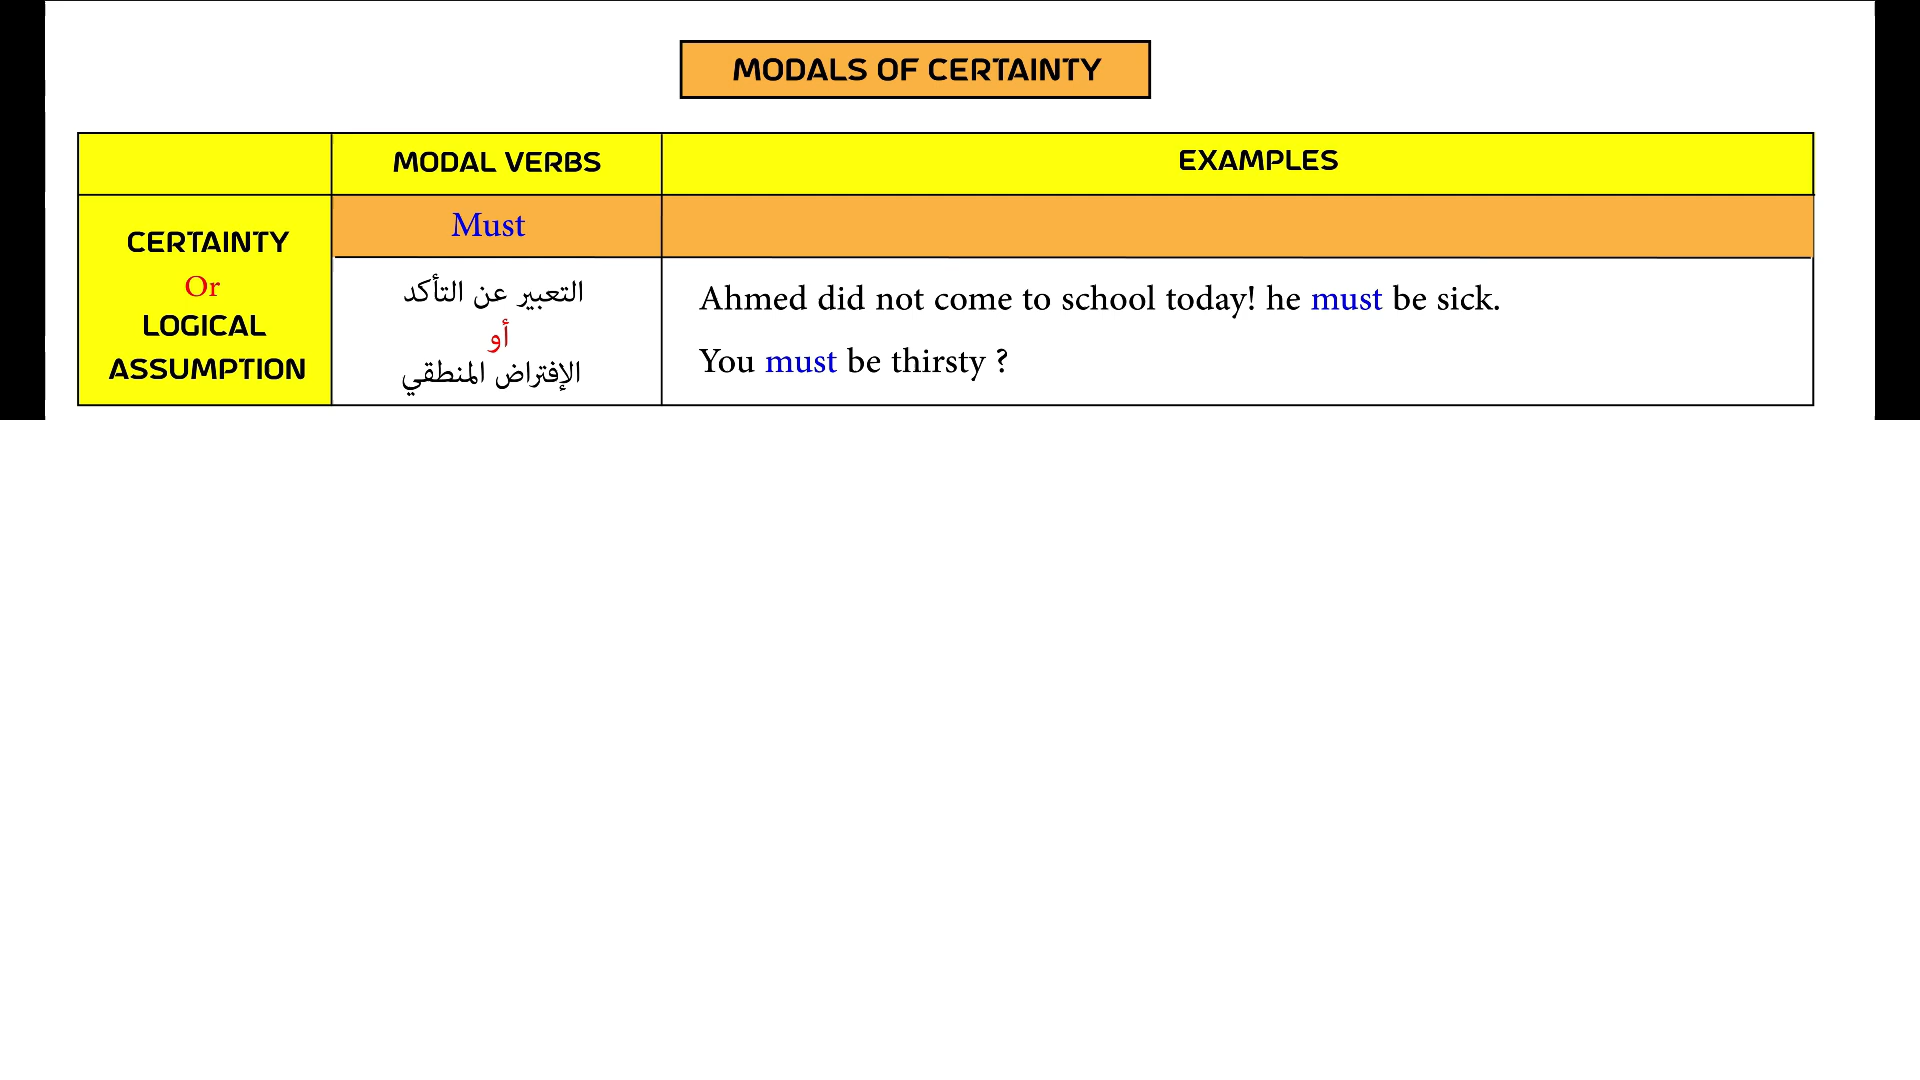 MODALS OF CERTAINTY
MODAL VERBS
EXAMPLES
CERTAINTY
Or
LOGICAL
ASSUMPTION
Must
التعبير عن التأكد
أو
الإفتراض المنطقي
Ahmed did not come to school today! he must be sick.
You must be thirsty ?